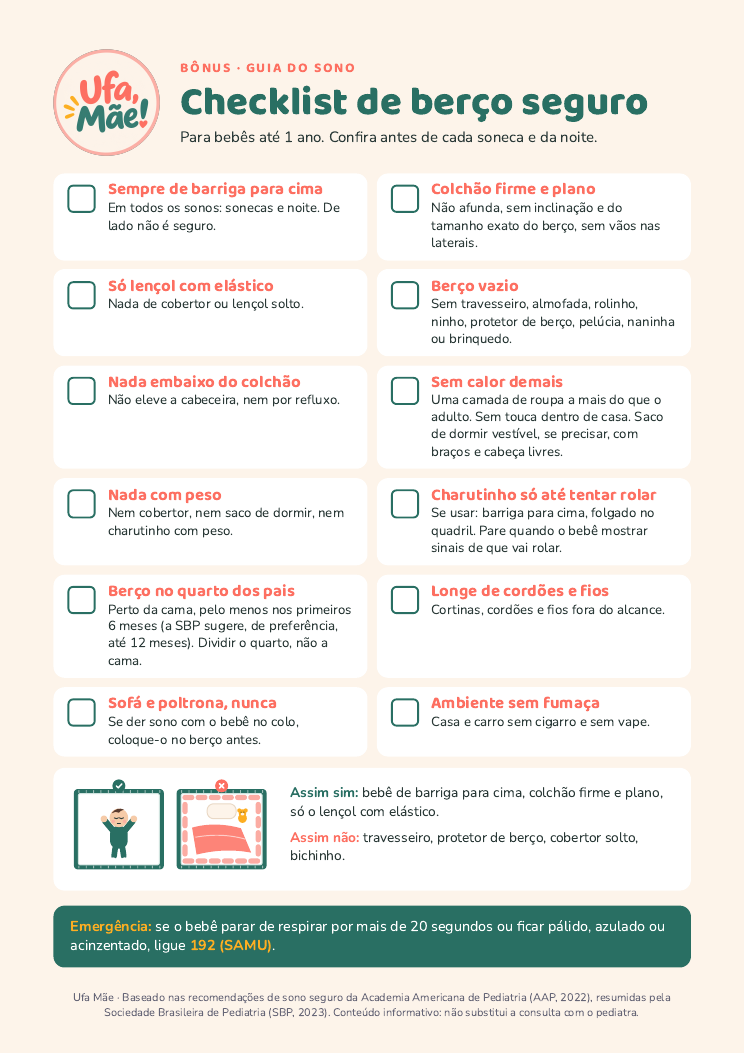 Ufa,
Mãe!
BÔNUS · GUIA DO SONO
Checklist de berço seguro
Para bebês até 1 ano. Confira antes de cada soneca e da noite.
Sempre de barriga para cima
Em todos os sonos: sonecas e noite. De
lado não é seguro.
Colchão firme e plano
Não afunda, sem inclinação e do
tamanho exato do berço, sem vãos nas
laterais.
Só lençol com elástico
Nada de cobertor ou lençol solto.
Berço vazio
Sem travesseiro, almofada, rolinho,
ninho, protetor de berço, pelúcia, naninha
ou brinquedo.
Nada embaixo do colchão
Não eleve a cabeceira, nem por refluxo.
Sem calor demais
Uma camada de roupa a mais do que o
adulto. Sem touca dentro de casa. Saco
de dormir vestível, se precisar, com
braços e cabeça livres.
Nada com peso
Nem cobertor, nem saco de dormir, nem
charutinho com peso.
Charutinho só até tentar rolar
Se usar: barriga para cima, folgado no
quadril. Pare quando o bebê mostrar
sinais de que vai rolar.
Berço no quarto dos pais
Perto da cama, pelo menos nos primeiros
6 meses (a SBP sugere, de preferência,
até 12 meses). Dividir o quarto, não a
cama.
Longe de cordões e fios
Cortinas, cordões e fios fora do alcance.
Sofá e poltrona, nunca
Se der sono com o bebê no colo,
coloque-o no berço antes.
Ambiente sem fumaça
Casa e carro sem cigarro e sem vape.
Assim sim: bebê de barriga para cima, colchão firme e plano,
só o lençol com elástico.
Assim não: travesseiro, protetor de berço, cobertor solto,
bichinho.
Emergência: se o bebê parar de respirar por mais de 20 segundos ou ficar pálido, azulado ou
acinzentado, ligue 192 (SAMU).
Ufa Mãe · Baseado nas recomendações de sono seguro da Academia Americana de Pediatria (AAP, 2022), resumidas pela
Sociedade Brasileira de Pediatria (SBP, 2023). Conteúdo informativo: não substitui a consulta com o pediatra.